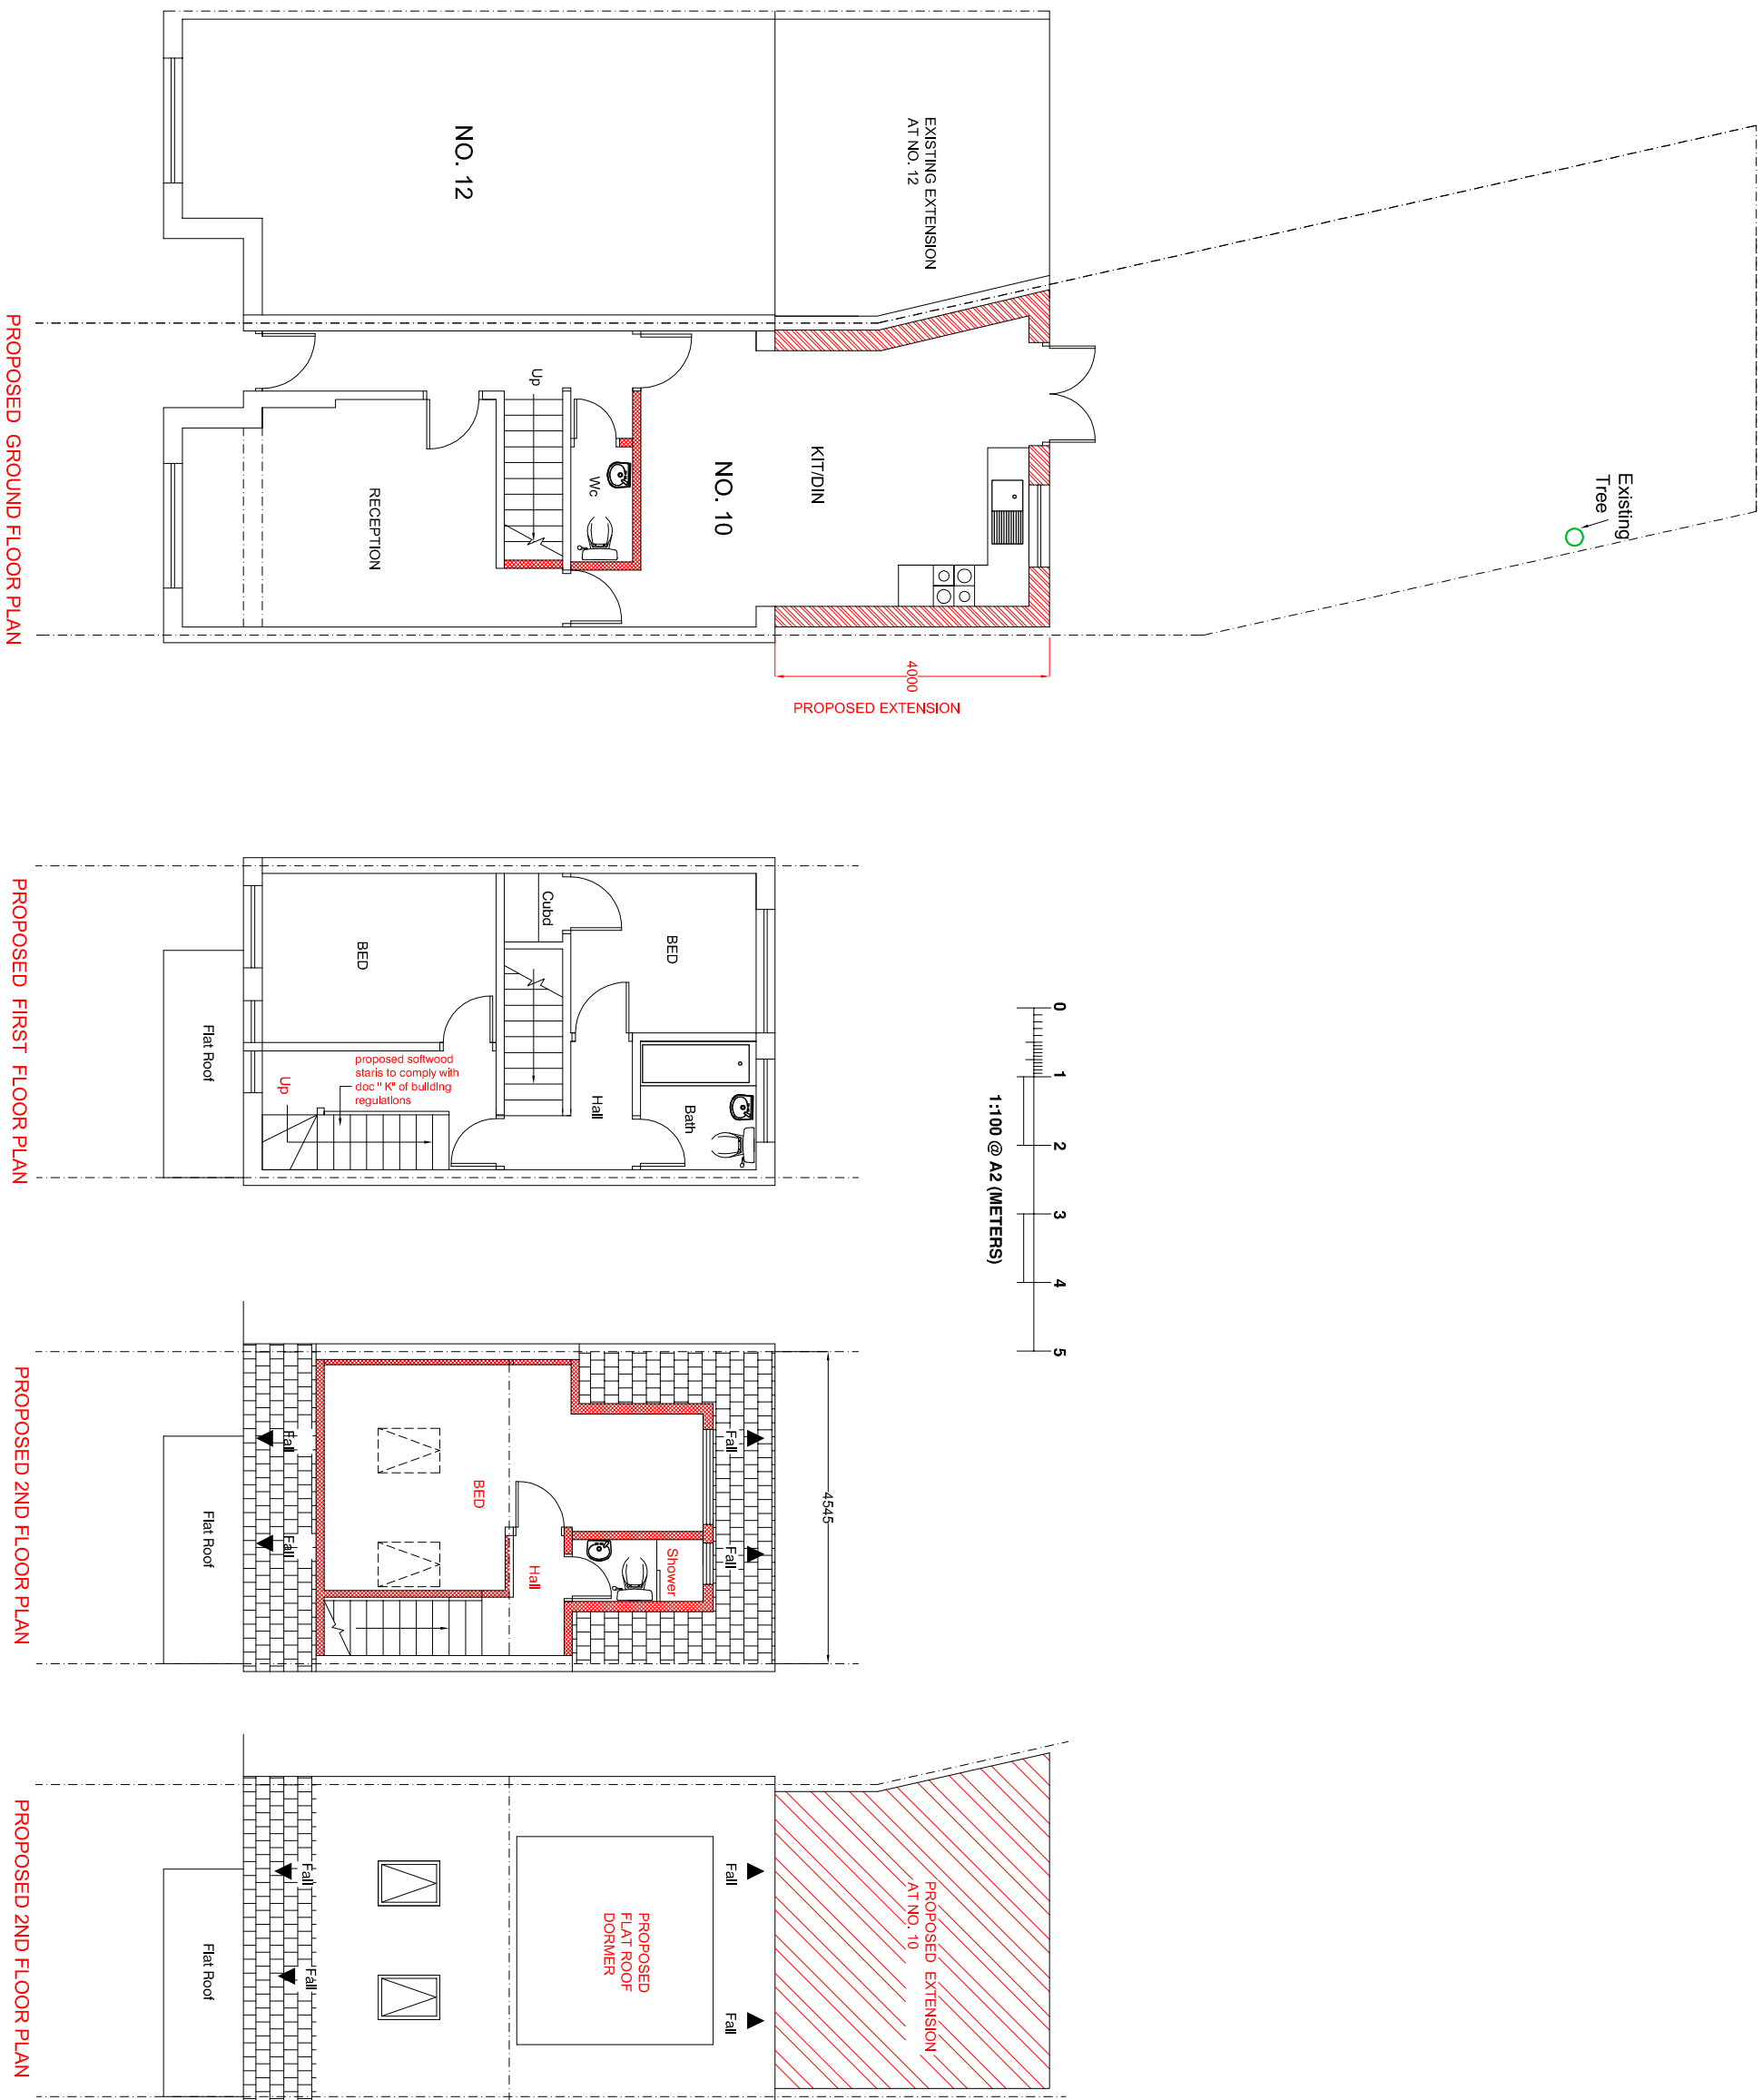 EXISTING EXTENSION
AT NO. 12
NO. 12
Existing
Tree
KIT/DIN
NO. 10
Wc
Up
RECEPTION
4000
PROPOSED EXTENSION
PROPOSED GROUND FLOOR PLAN
0 1 2 3 4 5
1:100 @ A2 (METERS)
BED
Cubd
BED
Bath
Hall
proposed softwood
staris to comply with
doc " K" of building
regulations
Up
Flat Roof
PROPOSED FIRST FLOOR PLAN
4545
Fall
Fall
Shower
Hall
BED
Fall
Fall
Flat Roof
PROPOSED 2ND FLOOR PLAN
PROPOSED EXTENSION
AT NO. 10
Fall
Fall
PROPOSED
FLAT ROOF
DORMER
Fall
Fall
Flat Roof
PROPOSED 2ND FLOOR PLAN